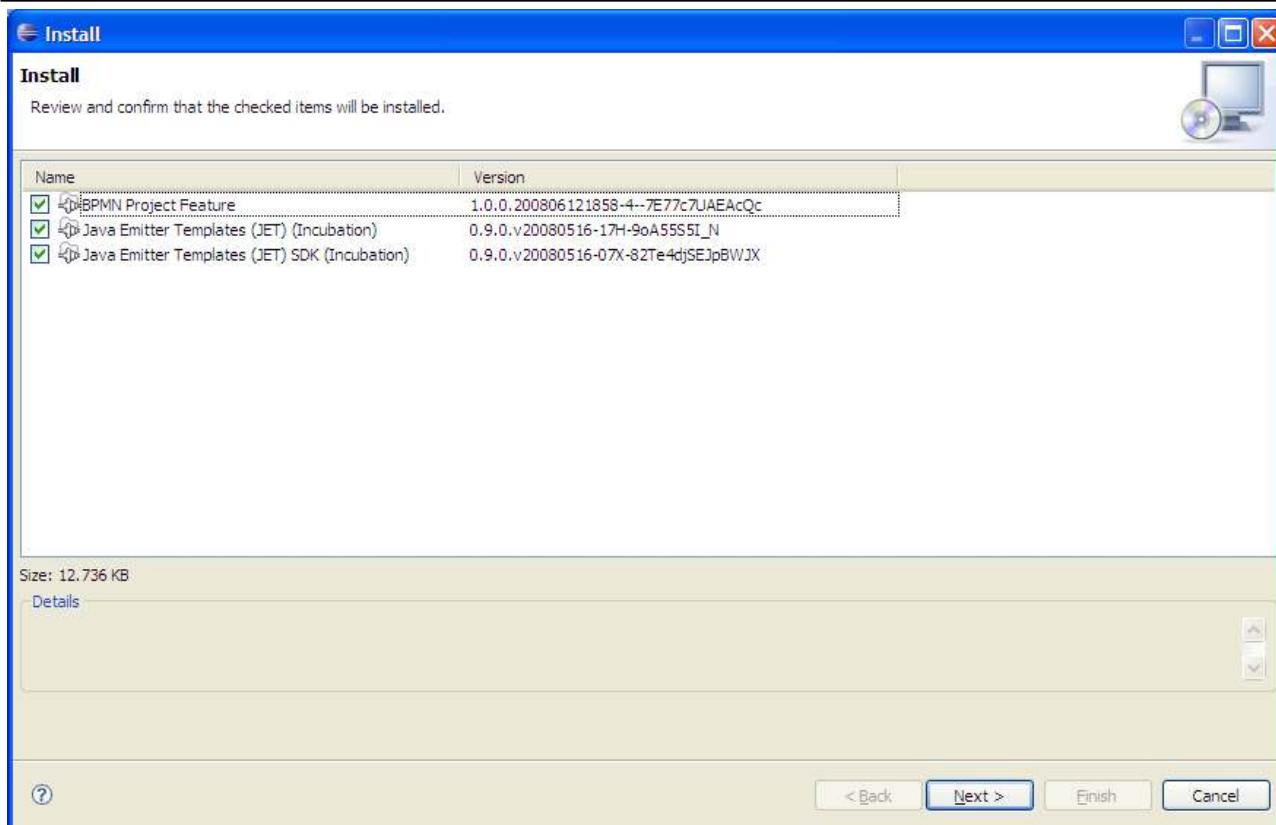 Install
Install
Review and confirm that the checked items will be installed.
Name Version
BPMN Project Feature 1.0.0.200806121858-4--7E77c7UAEAcQc
Java Emitter Templates (JET) (Incubation) 0.9.0.v20080516-17H-9oA55S5I_N
Java Emitter Templates (JET) SDK (Incubation) 0.9.0.v20080516-07X-82Te4djSEJpBWJX
Size: 12.736 KB
Details
? < Back Next > Finish Cancel